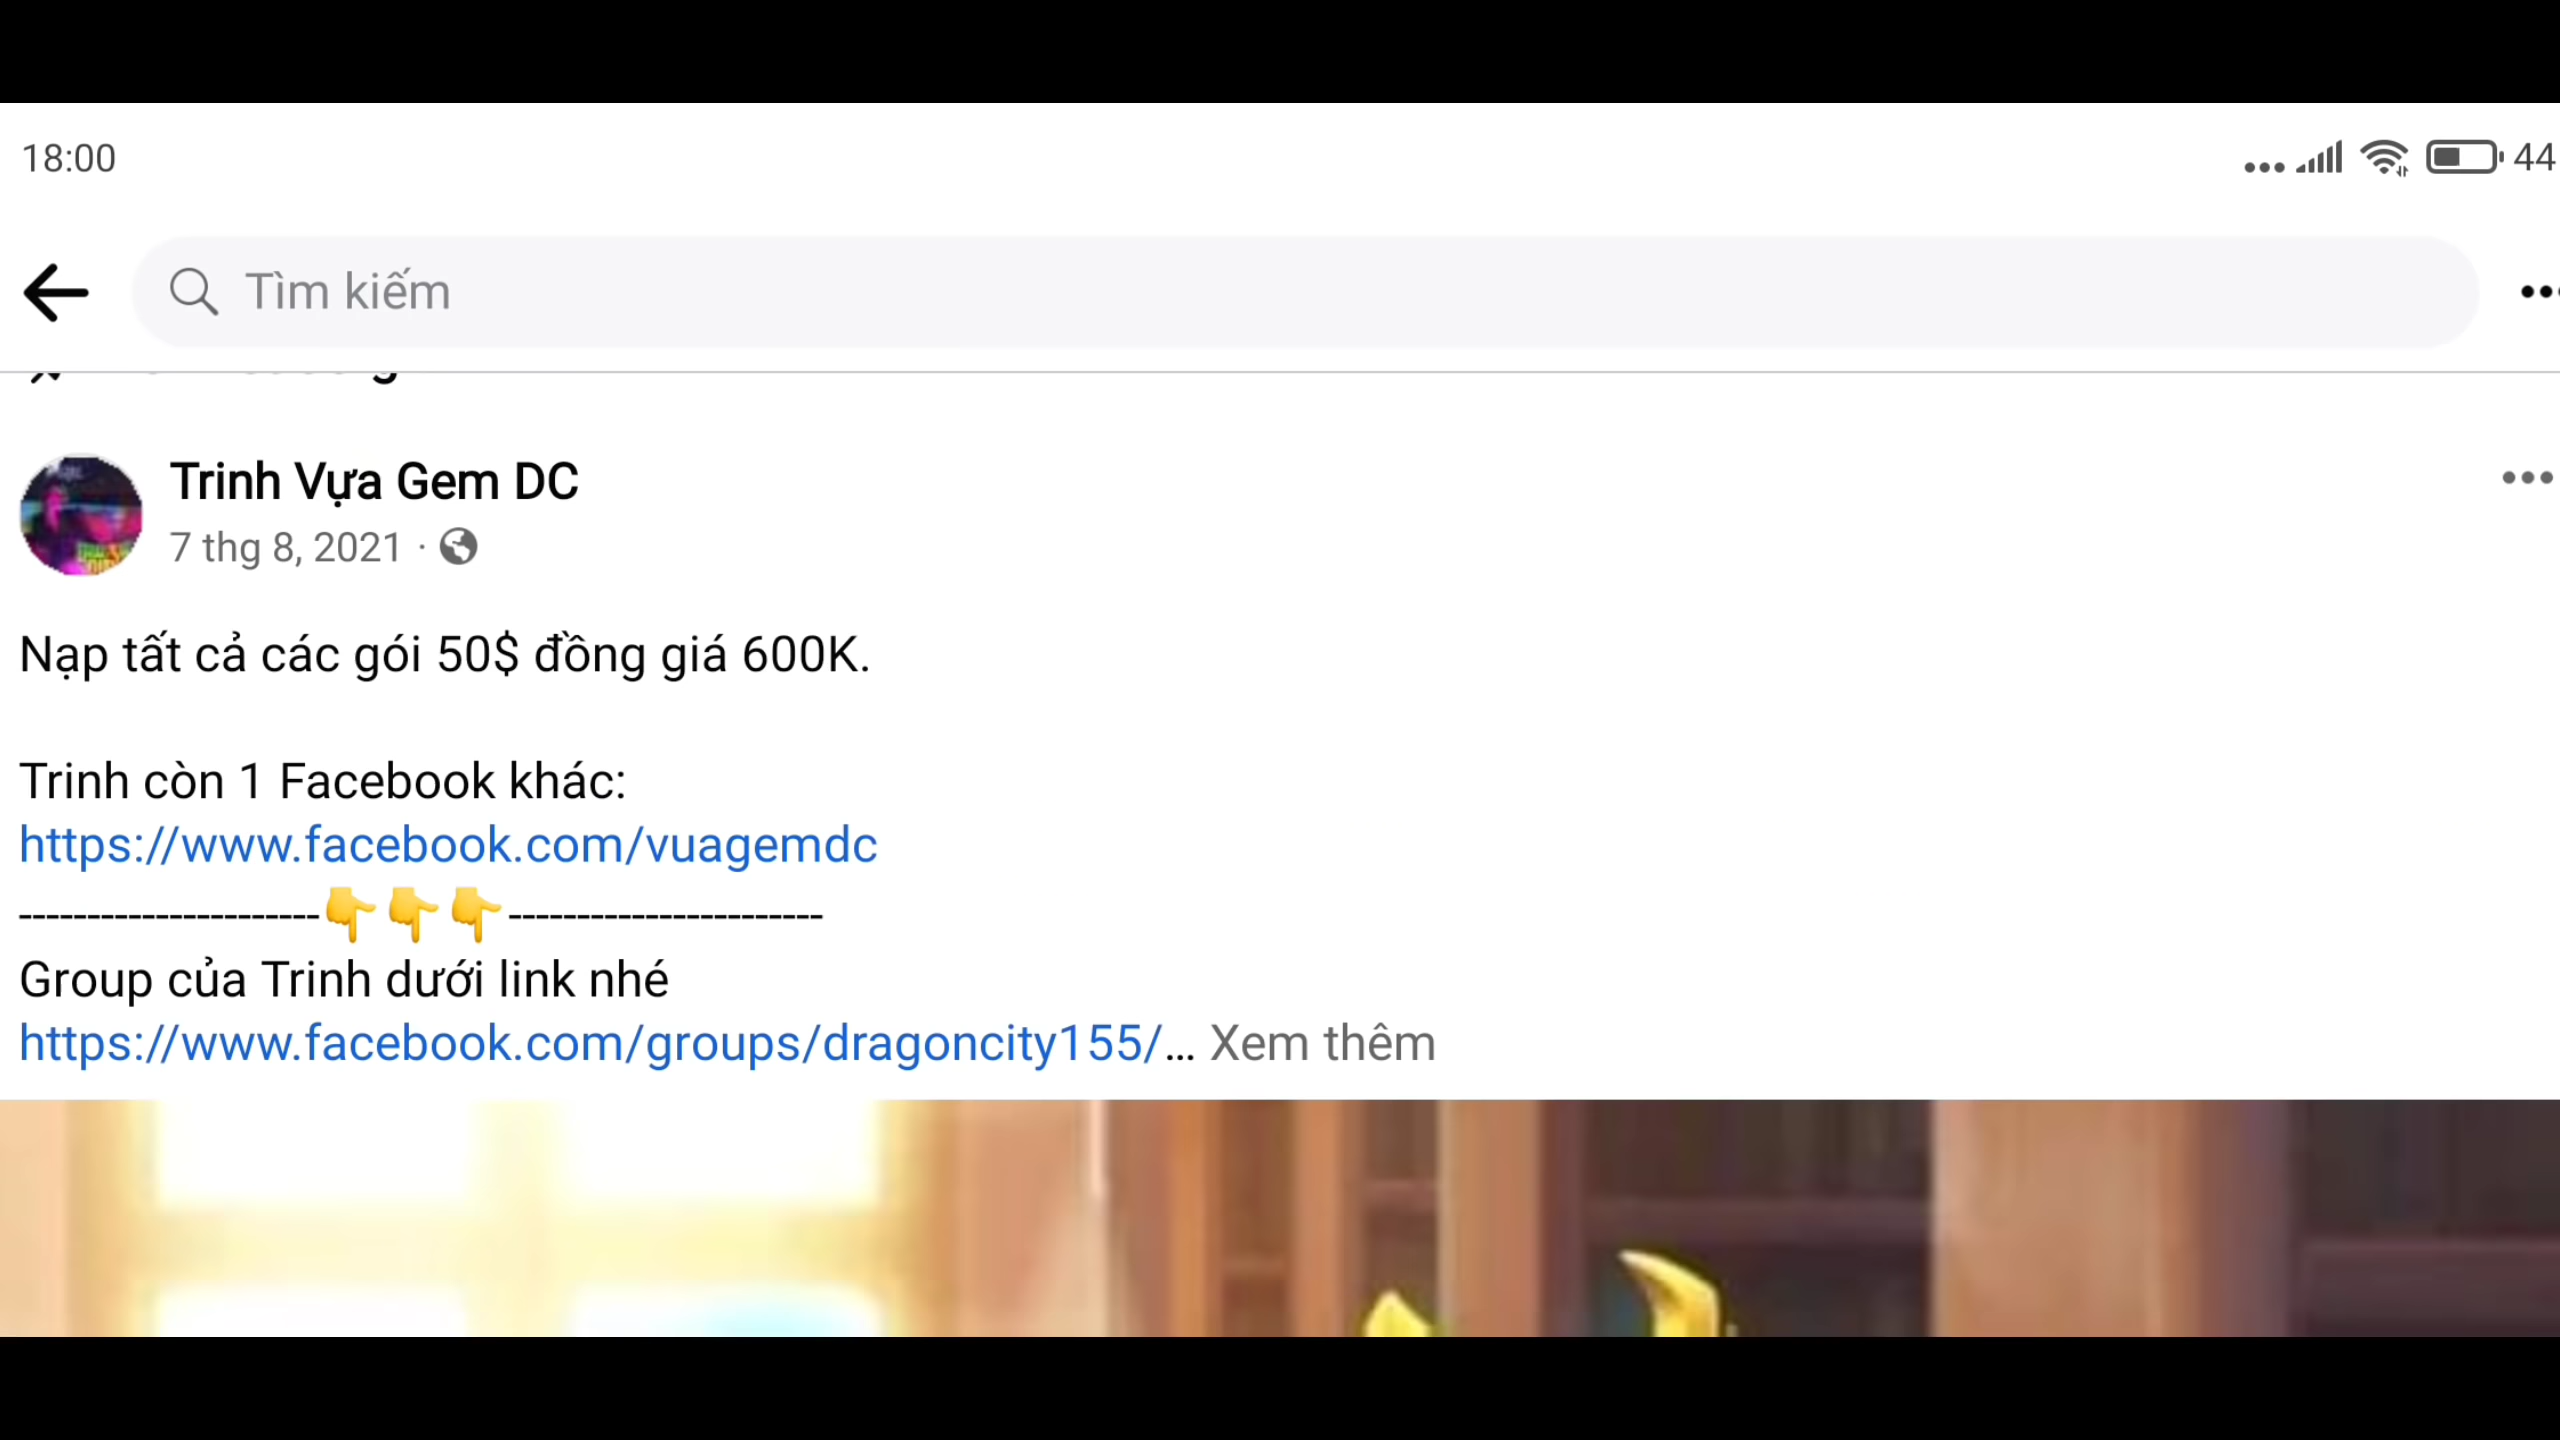 18:00
44
Tìm kiếm
Trinh Vựa Gem DC
7 thg 8, 2021 ·
Nạp tất cả các gói 50$ đồng giá 600K.
Trinh còn 1 Facebook khác:
https://www.facebook.com/vuagemdc
----------------------👇👇👇-----------------------
Group của Trinh dưới link nhé
https://www.facebook.com/groups/dragoncity155/... Xem thêm